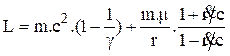 L = m.c².(1−1/γ) + m.μ/r . (1+ /c)/(1+ /c)